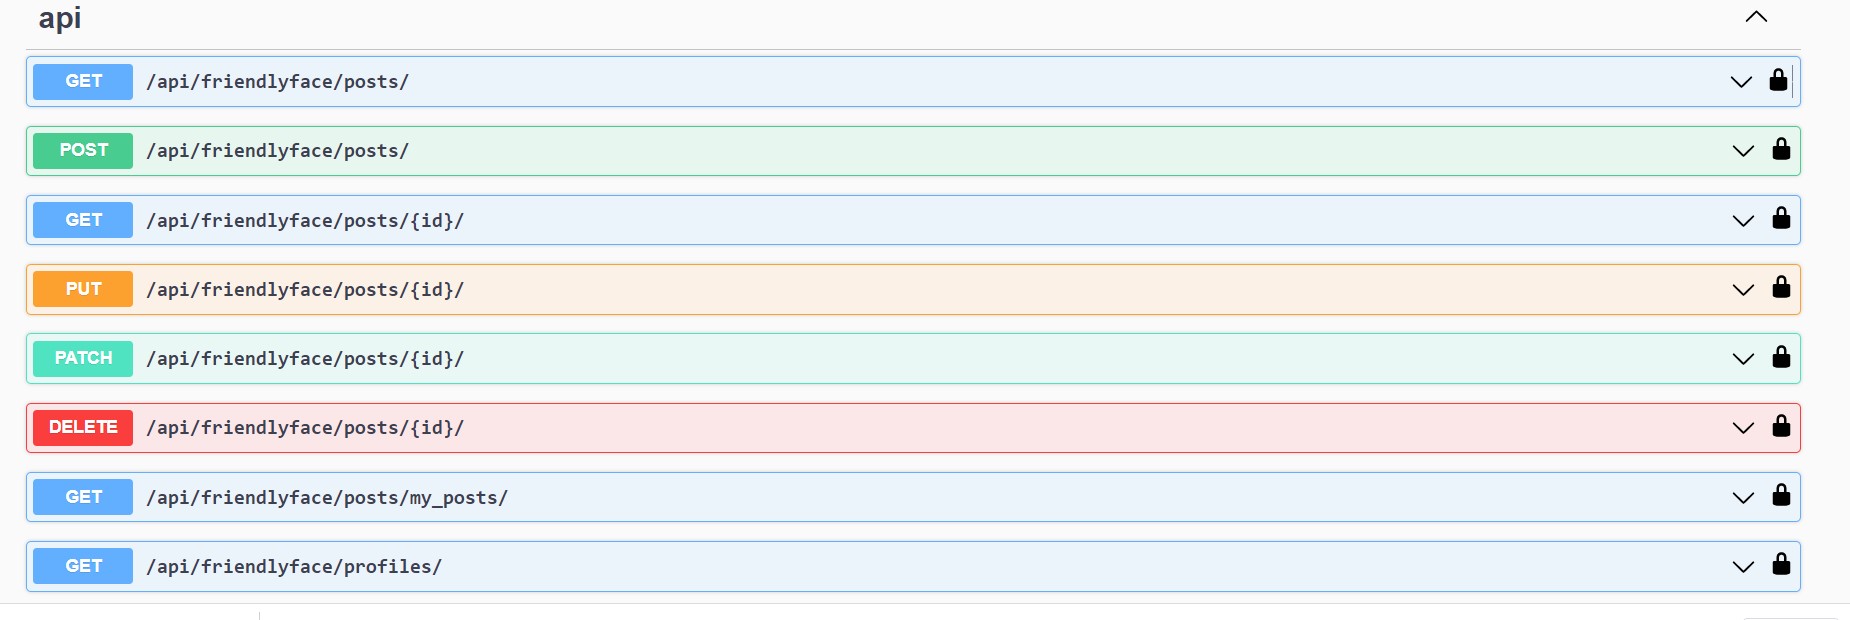 api
GET /api/friendlyface/posts/
POST /api/friendlyface/posts/
GET /api/friendlyface/posts/{id}/
PUT /api/friendlyface/posts/{id}/
PATCH /api/friendlyface/posts/{id}/
DELETE /api/friendlyface/posts/{id}/
GET /api/friendlyface/posts/my_posts/
GET /api/friendlyface/profiles/